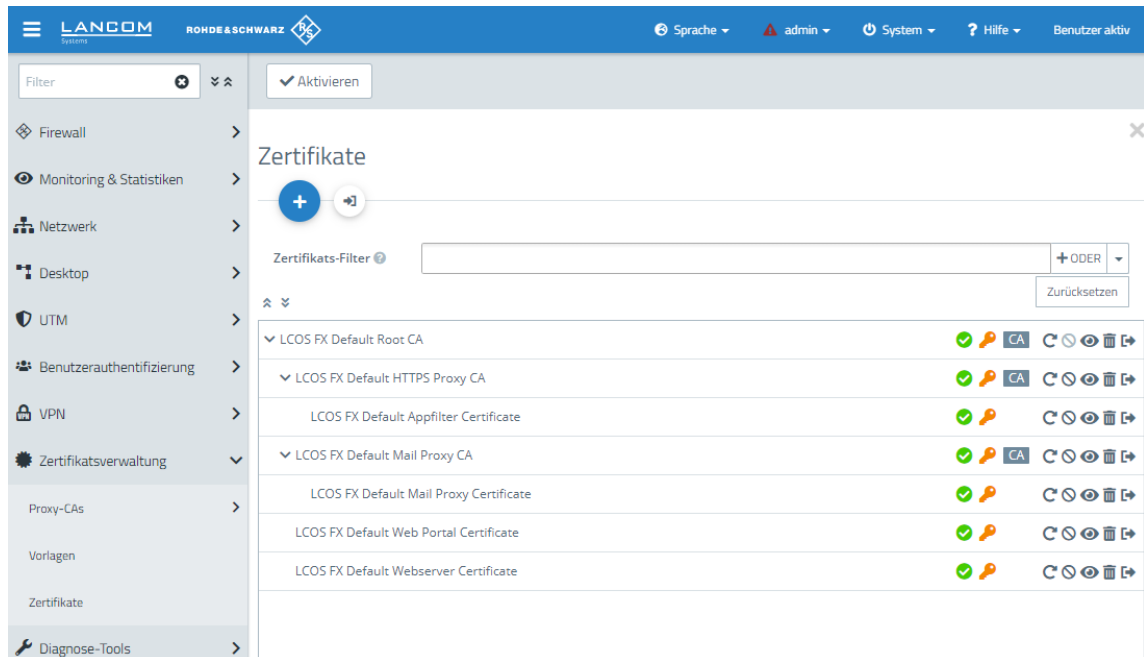 LANCOM
Systems
ROHDE&SCHWARZ
R&S
Sprache
admin
System
? Hilfe
Benutzer aktiv
Filter
Aktivieren
Firewall
Monitoring & Statistiken
Netzwerk
Desktop
UTM
Benutzerauthentifizierung
VPN
Zertifikatsverwaltung
Proxy-CAs
Vorlagen
Zertifikate
Diagnose-Tools
Zertifikate
Zertifikats-Filter ?
+ ODER
Zurücksetzen
LCOS FX Default Root CA CA
LCOS FX Default HTTPS Proxy CA CA
LCOS FX Default Appfilter Certificate
LCOS FX Default Mail Proxy CA CA
LCOS FX Default Mail Proxy Certificate
LCOS FX Default Web Portal Certificate
LCOS FX Default Webserver Certificate